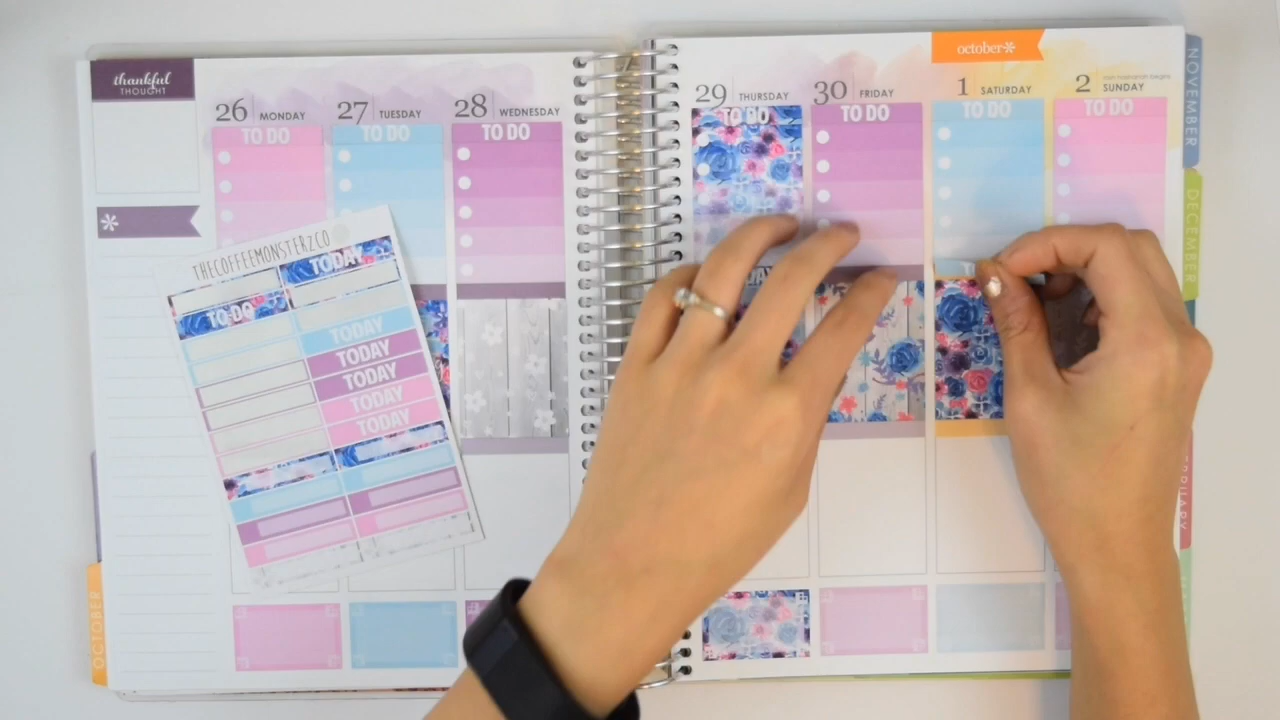 thankful
THOUGHT
26 MONDAY
27 TUESDAY
28 WEDNESDAY
29 THURSDAY
30 FRIDAY
october*
1 SATURDAY
2 SUNDAY
TO DO
TO DO
TO DO
TO DO
TO DO
TO DO
TO DO
*
THECOFFEEMONSTERZCO
TODAY
TO DO
TODAY
TODAY
TODAY
TODAY
TODAY
NOVEMBER
DECEMBER
OCTOBER